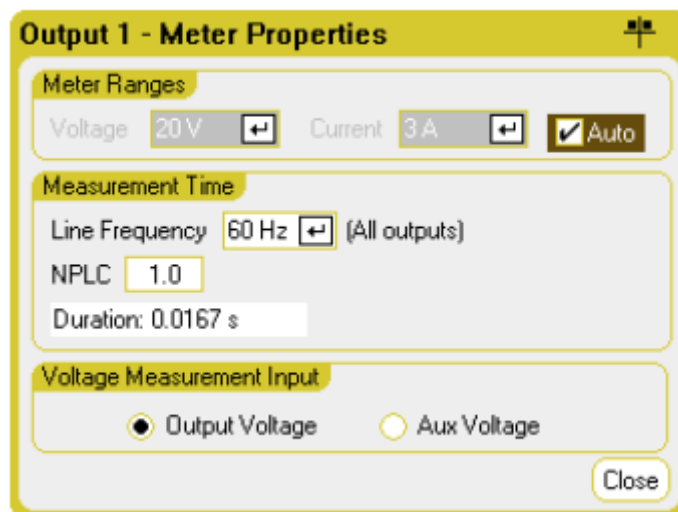 Output 1 - Meter Properties
Meter Ranges
Voltage 20 V Current 3 A Auto
Measurement Time
Line Frequency 60 Hz (All outputs)
NPLC 1.0
Duration: 0.0167 s
Voltage Measurement Input
Output Voltage Aux Voltage
Close